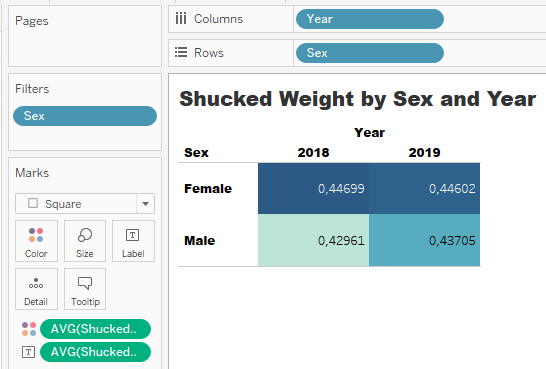 Pages
Columns
Year
Rows
Sex
Filters
Sex
Marks
Square
Color
Size
T
Label
Detail
Tooltip
AVG(Shucked..
T
AVG(Shucked..
Shucked Weight by Sex and Year
Year
Sex
2018
2019
Female
0,44699
0,44602
Male
0,42961
0,43705